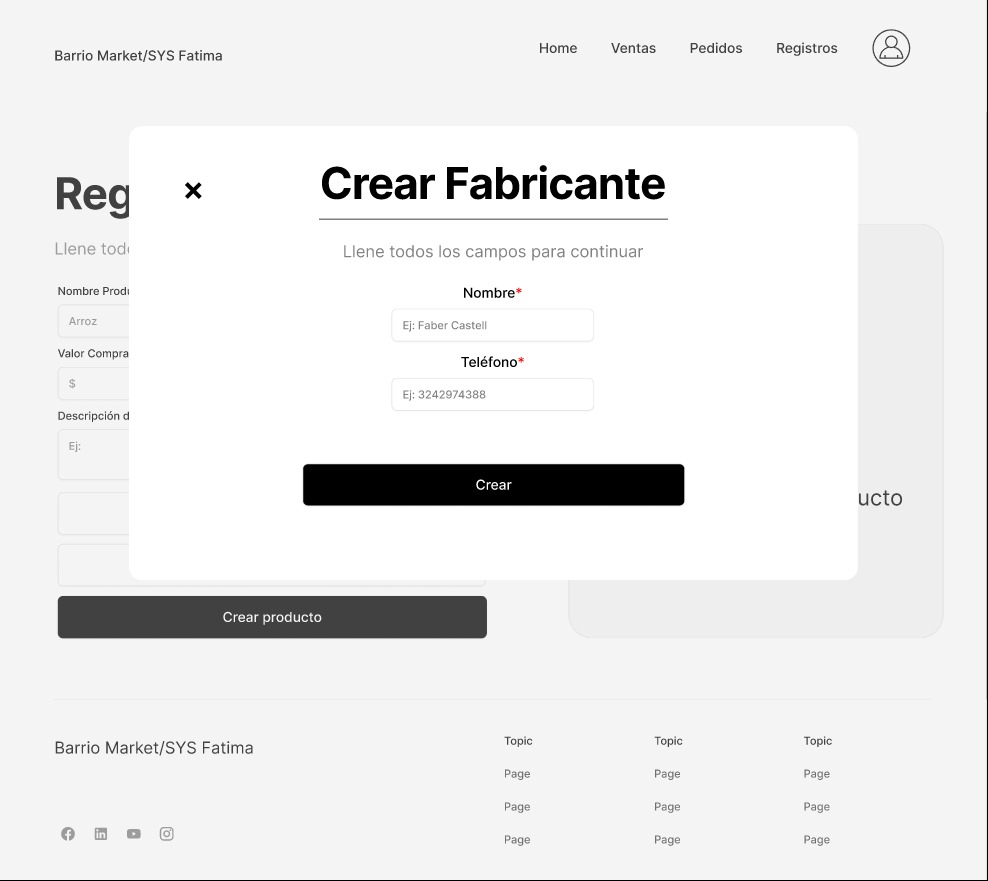 Barrio Market/SYS Fatima
Home Ventas Pedidos Registros
Reg
Crear Fabricante
Llene todos los campos para continuar
Llene tod
Nombre Produ
Arroz
Valor Compra
$
Descripción d
Ej:
Nombre*
Ej: Faber Castell
Teléfono*
Ej: 3242974388
Crear
ucto
Crear producto
Barrio Market/SYS Fatima
Topic Topic Topic
Page Page Page
Page Page Page
Page Page Page